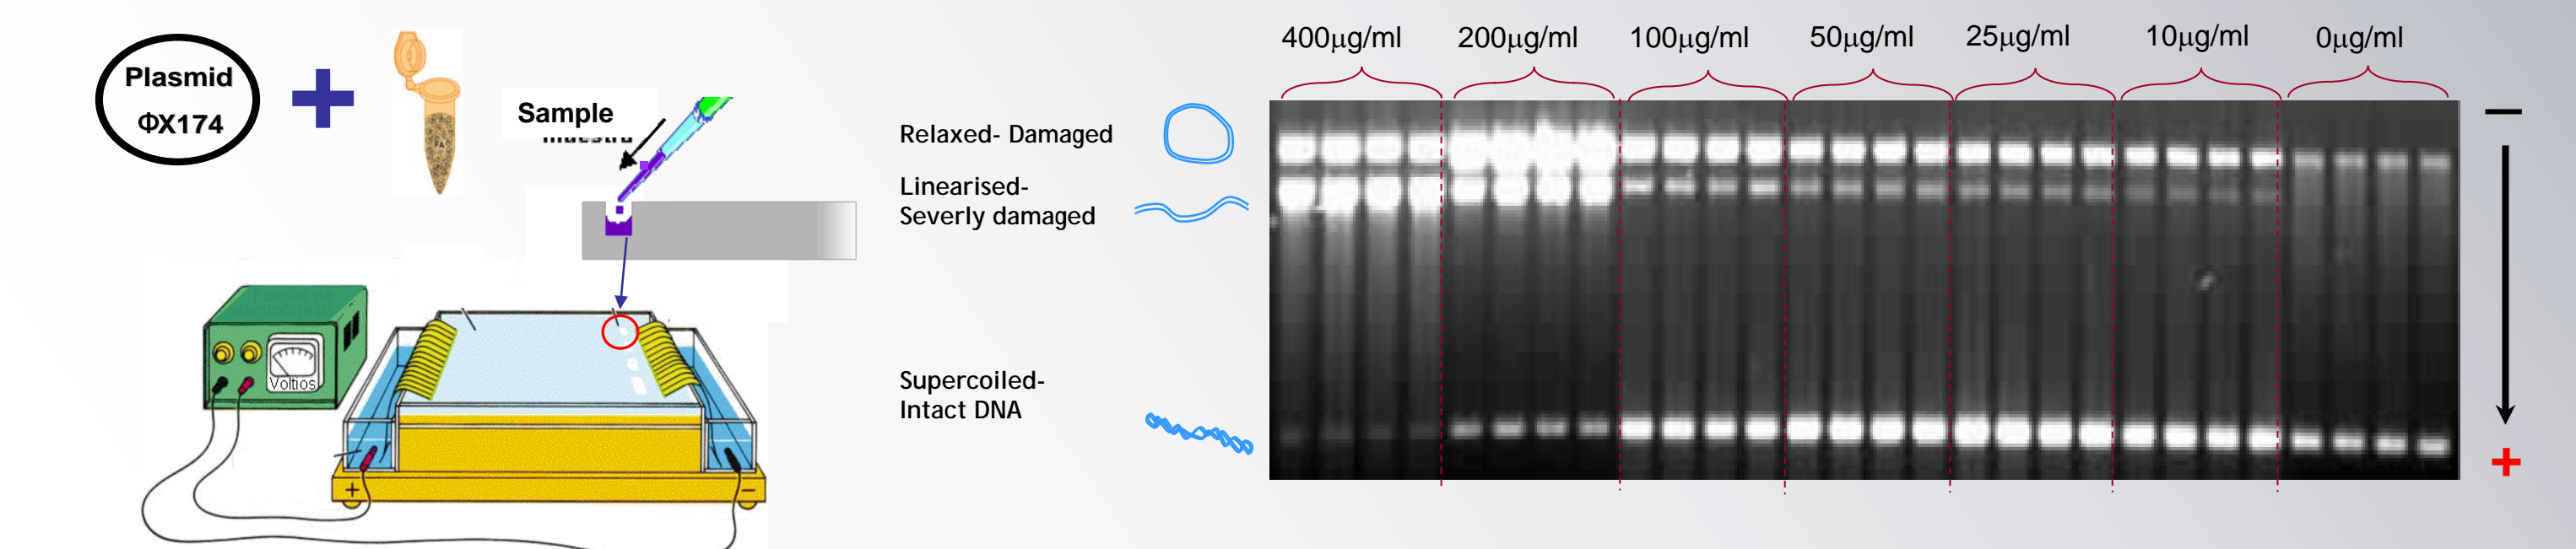 Plasmid
ΦX174
+
FA
Sample
Voltios
+
−
Relaxed- Damaged
Linearised-
Severly damaged
Supercoiled-
Intact DNA
400μg/ml 200μg/ml 100μg/ml 50μg/ml 25μg/ml 10μg/ml 0μg/ml
−
+